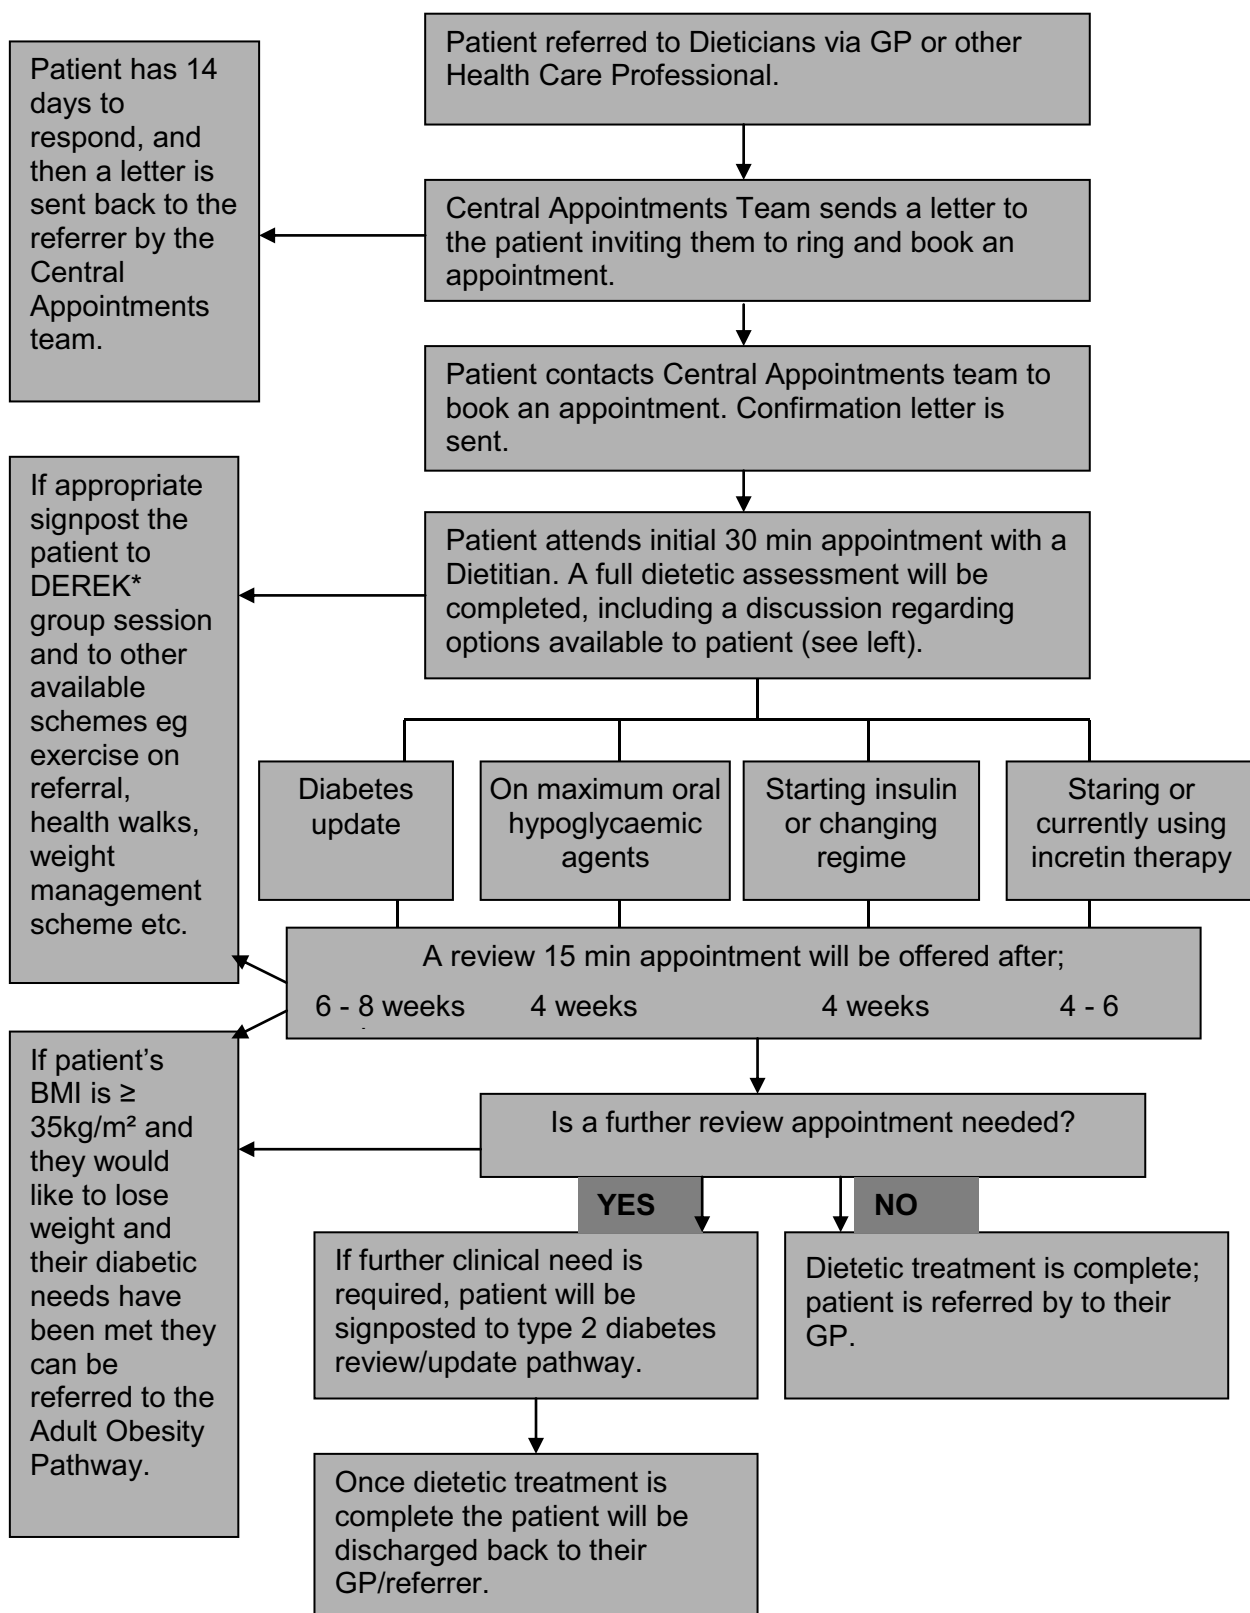 Patient referred to Dieticians via GP or other
Health Care Professional.
Patient has 14
days to
respond, and
then a letter is
sent back to the
referrer by the
Central
Appointments
team.
Central Appointments Team sends a letter to
the patient inviting them to ring and book an
appointment.
Patient contacts Central Appointments team to
book an appointment. Confirmation letter is
sent.
If appropriate
signpost the
patient to
DEREK*
group session
and to other
available
schemes eg
exercise on
referral,
health walks,
weight
management
scheme etc.
Patient attends initial 30 min appointment with a
Dietitian. A full dietetic assessment will be
completed, including a discussion regarding
options available to patient (see left).
Diabetes
update
On maximum oral
hypoglycaemic
agents
Starting insulin
or changing
regime
Staring or
currently using
incretin therapy
A review 15 min appointment will be offered after;
6 - 8 weeks 4 weeks 4 weeks 4 - 6
If patient’s
BMI is ≥
35kg/m² and
they would
like to lose
weight and
their diabetic
needs have
been met they
can be
referred to the
Adult Obesity
Pathway.
Is a further review appointment needed?
YES
NO
If further clinical need is
required, patient will be
signposted to type 2 diabetes
review/update pathway.
Dietetic treatment is complete;
patient is referred by to their
GP.
Once dietetic treatment is
complete the patient will be
discharged back to their
GP/referrer.